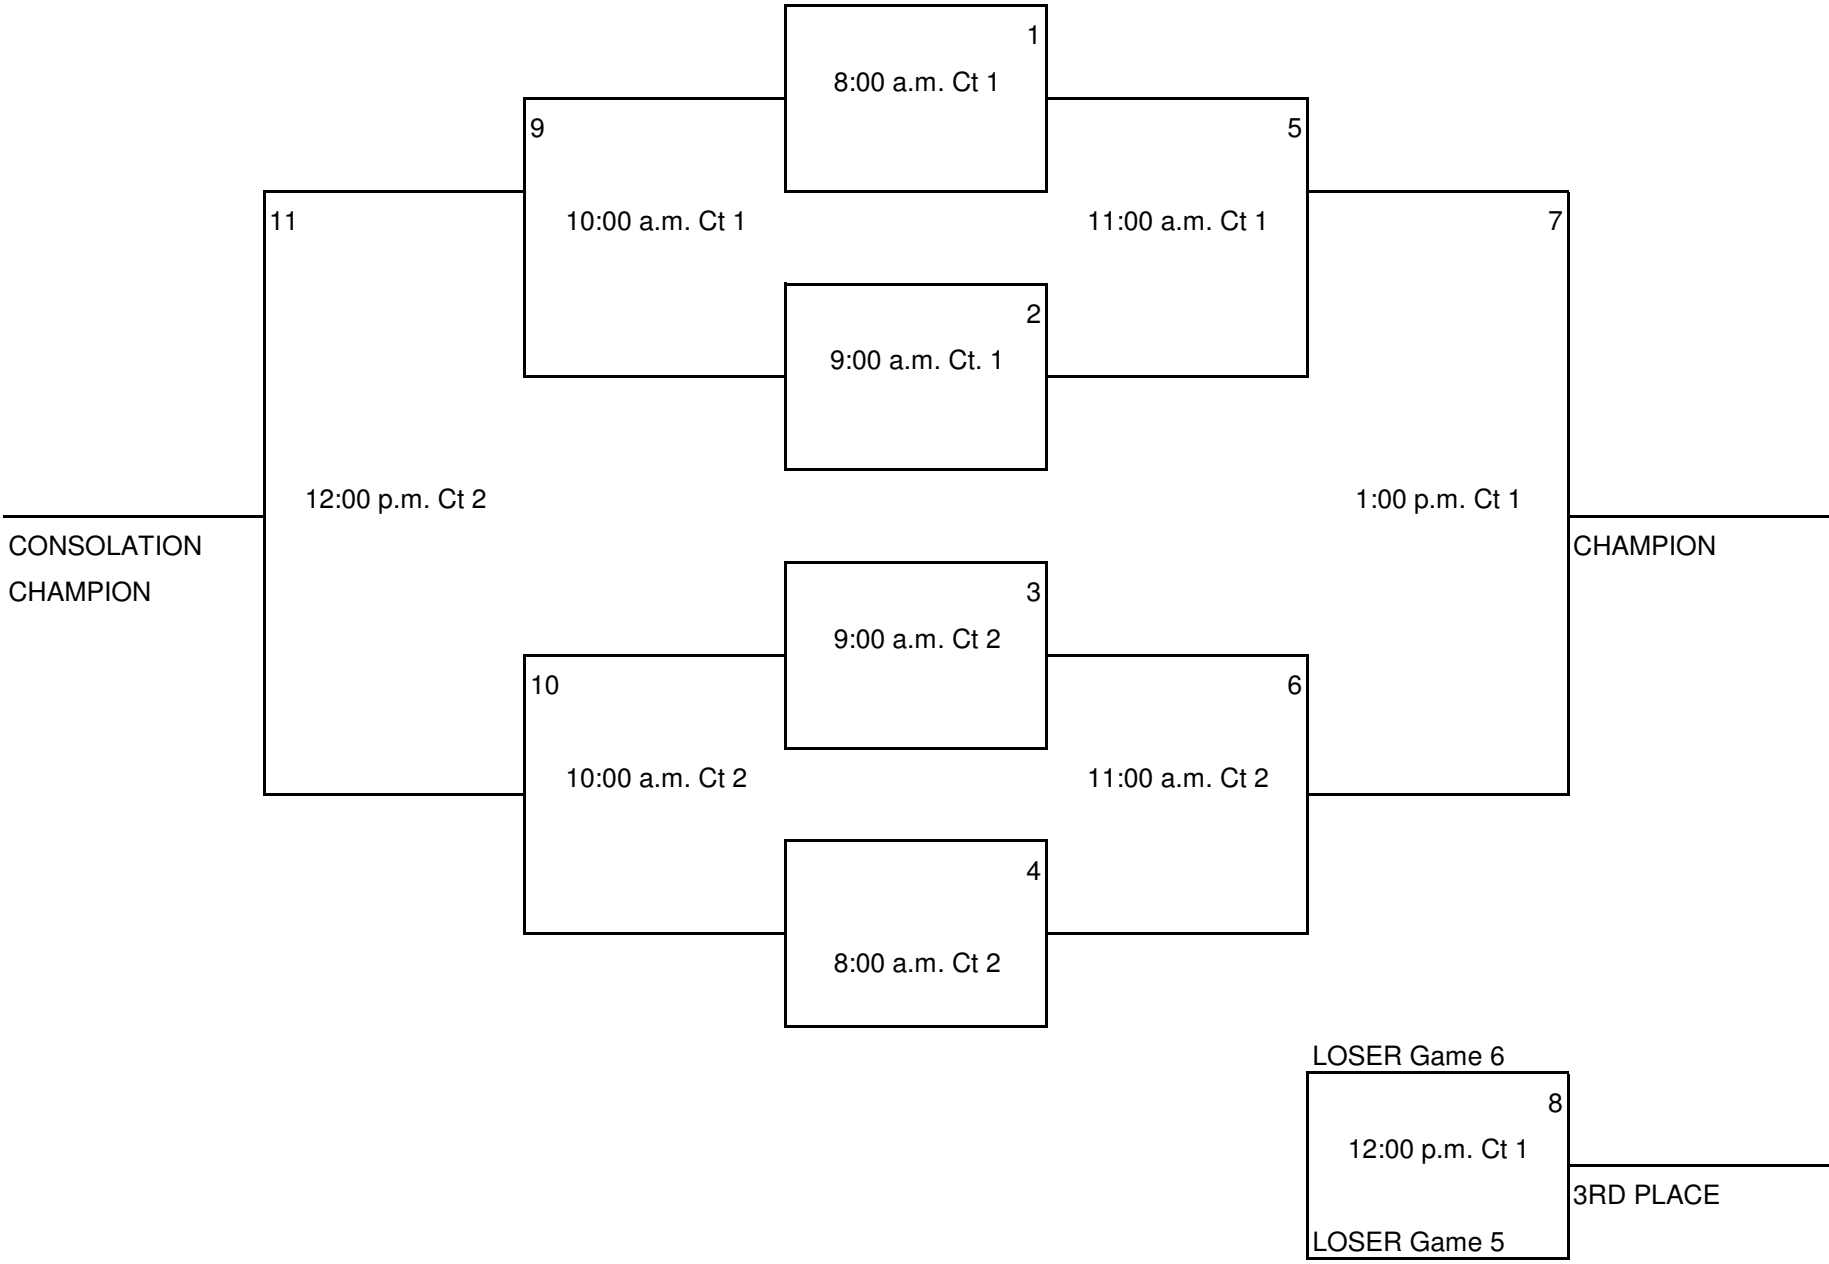 1
8:00 a.m. Ct 1
9
5
11
10:00 a.m. Ct 1
11:00 a.m. Ct 1
7
2
9:00 a.m. Ct. 1
12:00 p.m. Ct 2
1:00 p.m. Ct 1
CONSOLATION
CHAMPION
CHAMPION
3
9:00 a.m. Ct 2
10
6
10:00 a.m. Ct 2
11:00 a.m. Ct 2
4
8:00 a.m. Ct 2
LOSER Game 6
8
12:00 p.m. Ct 1
3RD PLACE
LOSER Game 5